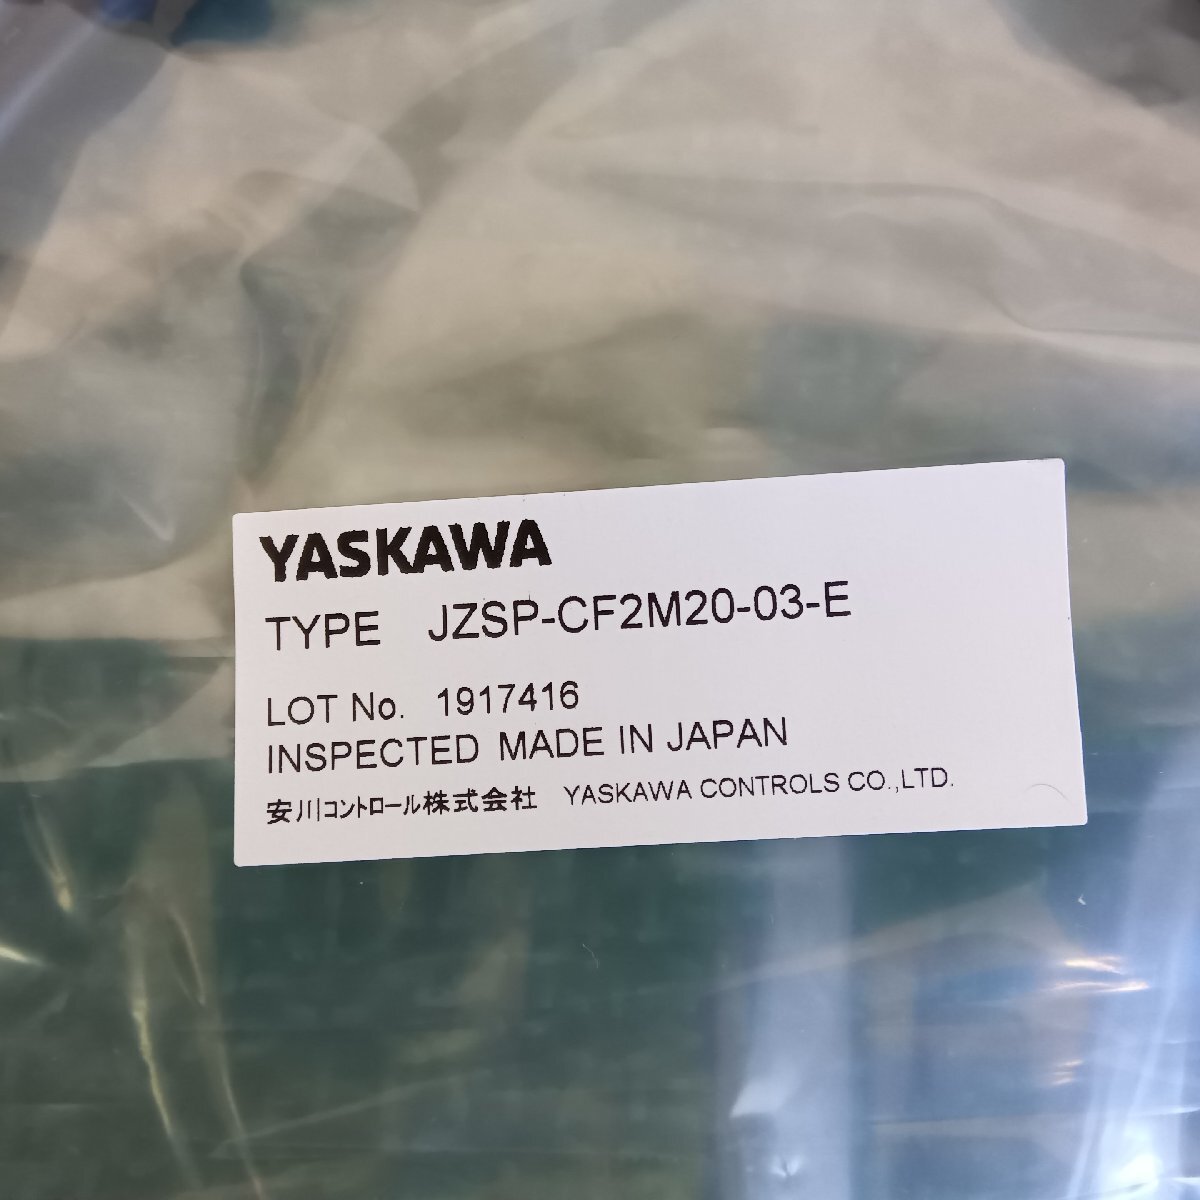 YASKAWA
TYPE JZSP-CF2M20-03-E
LOT No. 1917416
INSPECTED MADE IN JAPAN
安川コントロール株式会社 YASKAWA CONTROLS CO.,LTD.